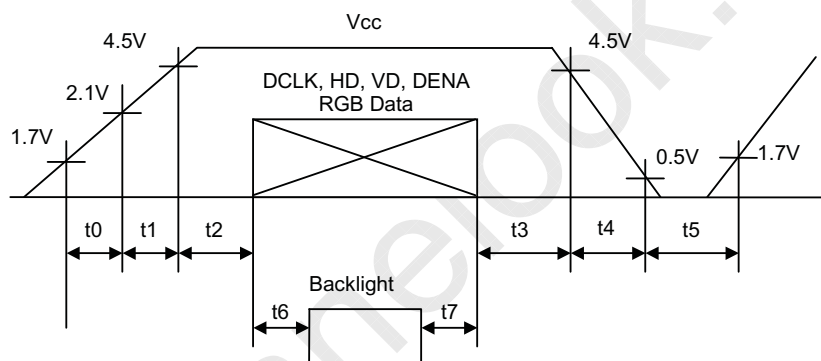 Vcc
4.5V
4.5V
DCLK, HD, VD, DENA
RGB Data
2.1V
1.7V
0.5V
1.7V
t0
t1
t2
t3
t4
t5
Backlight
t6
t7